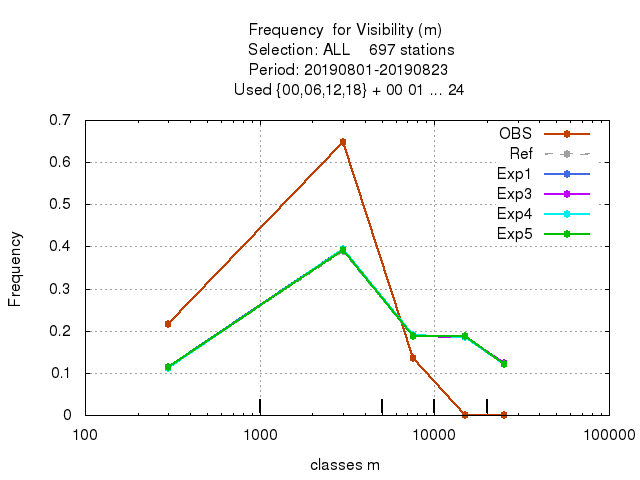 Frequency  for Visibility (m)
Selection: ALL    697 stations
Period: 20190801-20190823
Used {00,06,12,18} + 00 01 ... 24
0.7
0.6
0.5
0.4
0.3
0.2
0.1
0
Frequency
OBS
Ref
Exp1
Exp3
Exp4
Exp5
100 1000 10000 100000
classes m